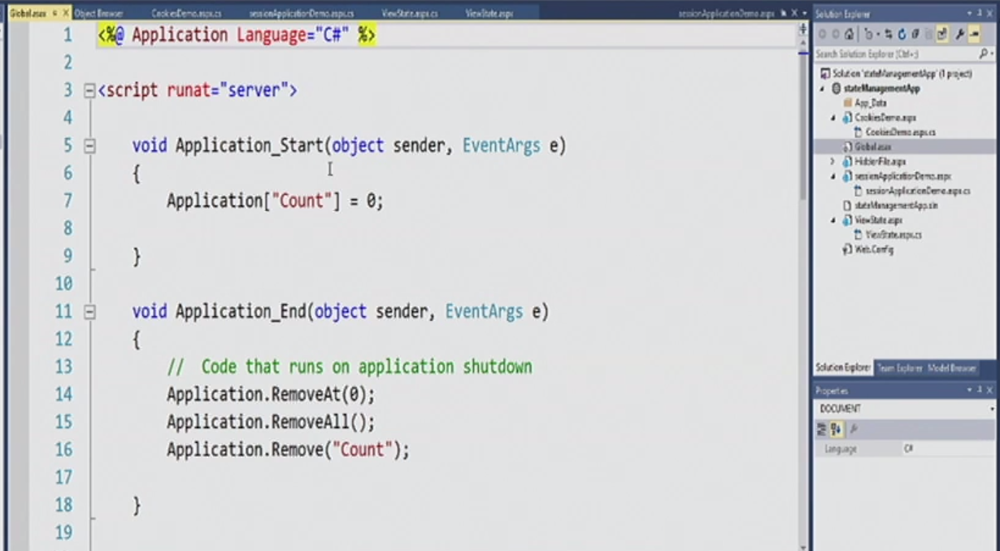 Global.asax X Object Browser CookiesDemo.aspx.cs sessionApplicationDemo.aspx.cs ViewState.aspx.cs ViewState.aspx sessionApplicationDemo.aspx X
1 <%@ Application Language="C#" %>
2
3 <script runat="server">
4
5 void Application_Start(object sender, EventArgs e)
6 {
7 Application["Count"] = 0;
8
9 }
10
11 void Application_End(object sender, EventArgs e)
12 {
13 // Code that runs on application shutdown
14 Application.RemoveAt(0);
15 Application.RemoveAll();
16 Application.Remove("Count");
17
18 }
19
Solution Explorer
Search Solution Explorer (Ctrl+;)
Solution 'stateManagementApp' (1 project)
stateManagementApp
App_Data
CookiesDemo.aspx
CookiesDemo.aspx.cs
Global.asax
sessionApplicationDemo.aspx
sessionApplicationDemo.aspx.cs
stateManagementApp.sln
ViewState.aspx
ViewState.aspx.cs
Web.Config
Solution Explorer Team Explorer Model Browser
Properties
DOCUMENT
Language C#